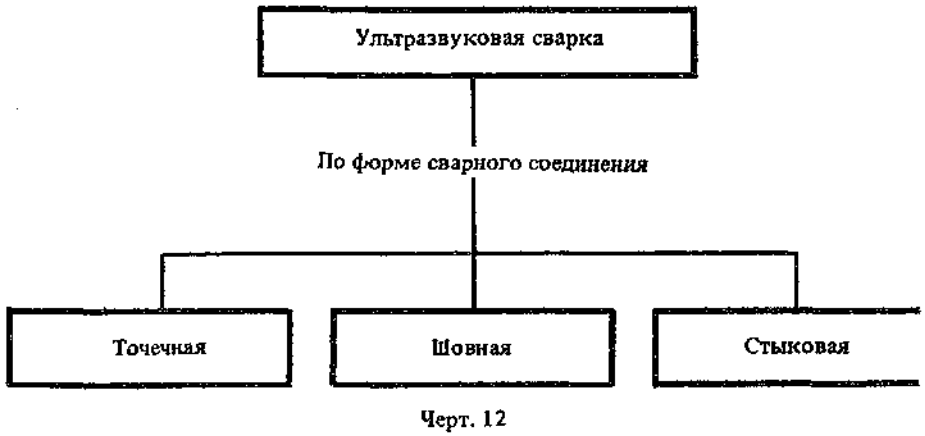 Ультразвуковая сварка
По форме сварного соединения
Точечная
Шовная
Стыковая
Черт. 12